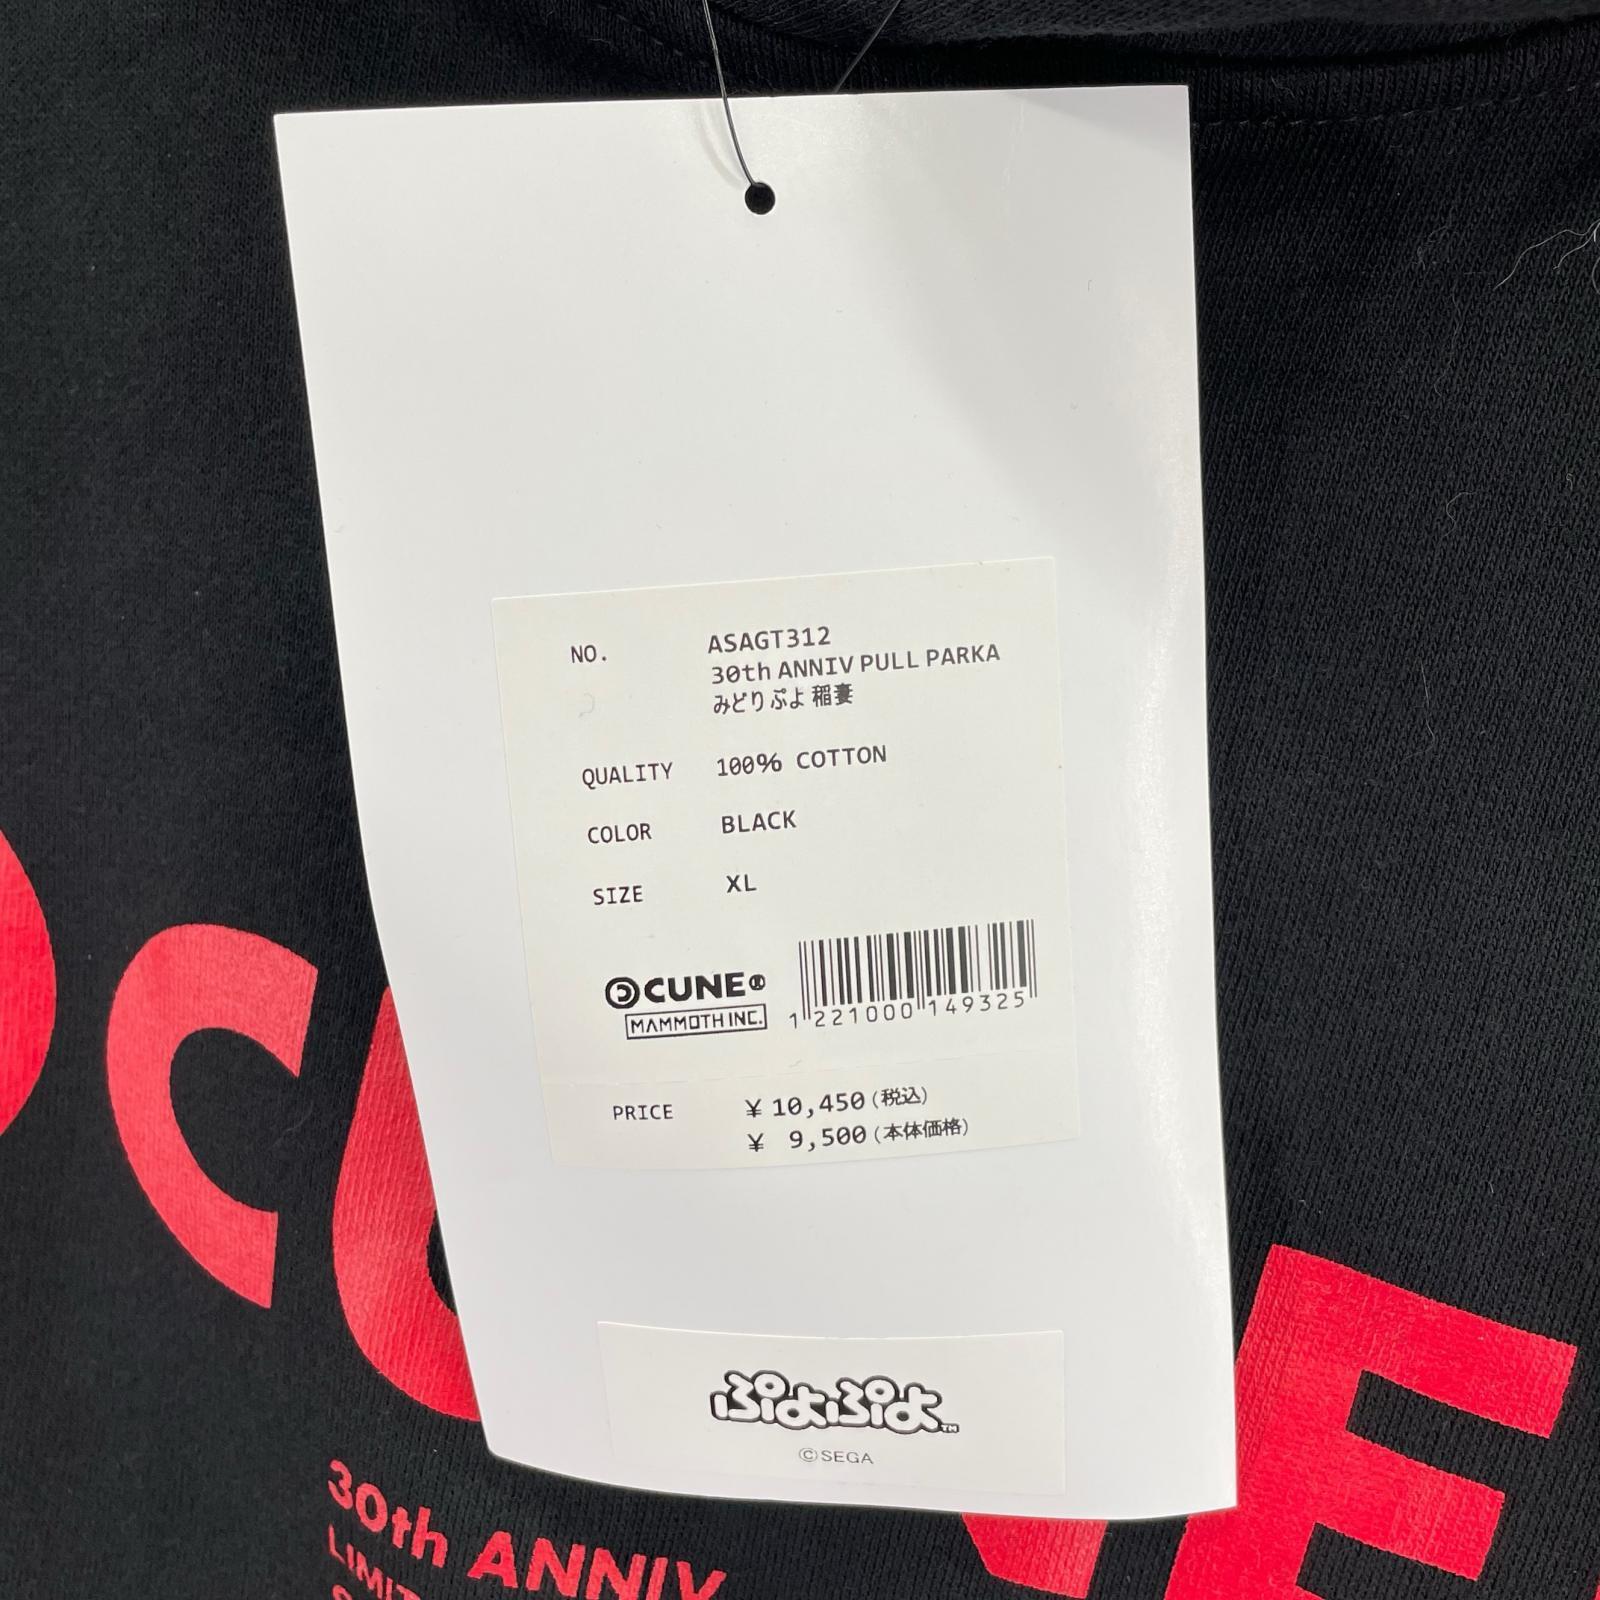 NO. ASAGT312
30th ANNIV PULL PARKA
みどりぷよ 稲妻
QUALITY 100% COTTON
COLOR BLACK
SIZE XL
CUNE®
MAMMOTH INC.
1 221000 149325
PRICE ¥ 10,450 (税込)
¥ 9,500 (本体価格)
ぷよぷよ™
©SEGA
30th ANNIV